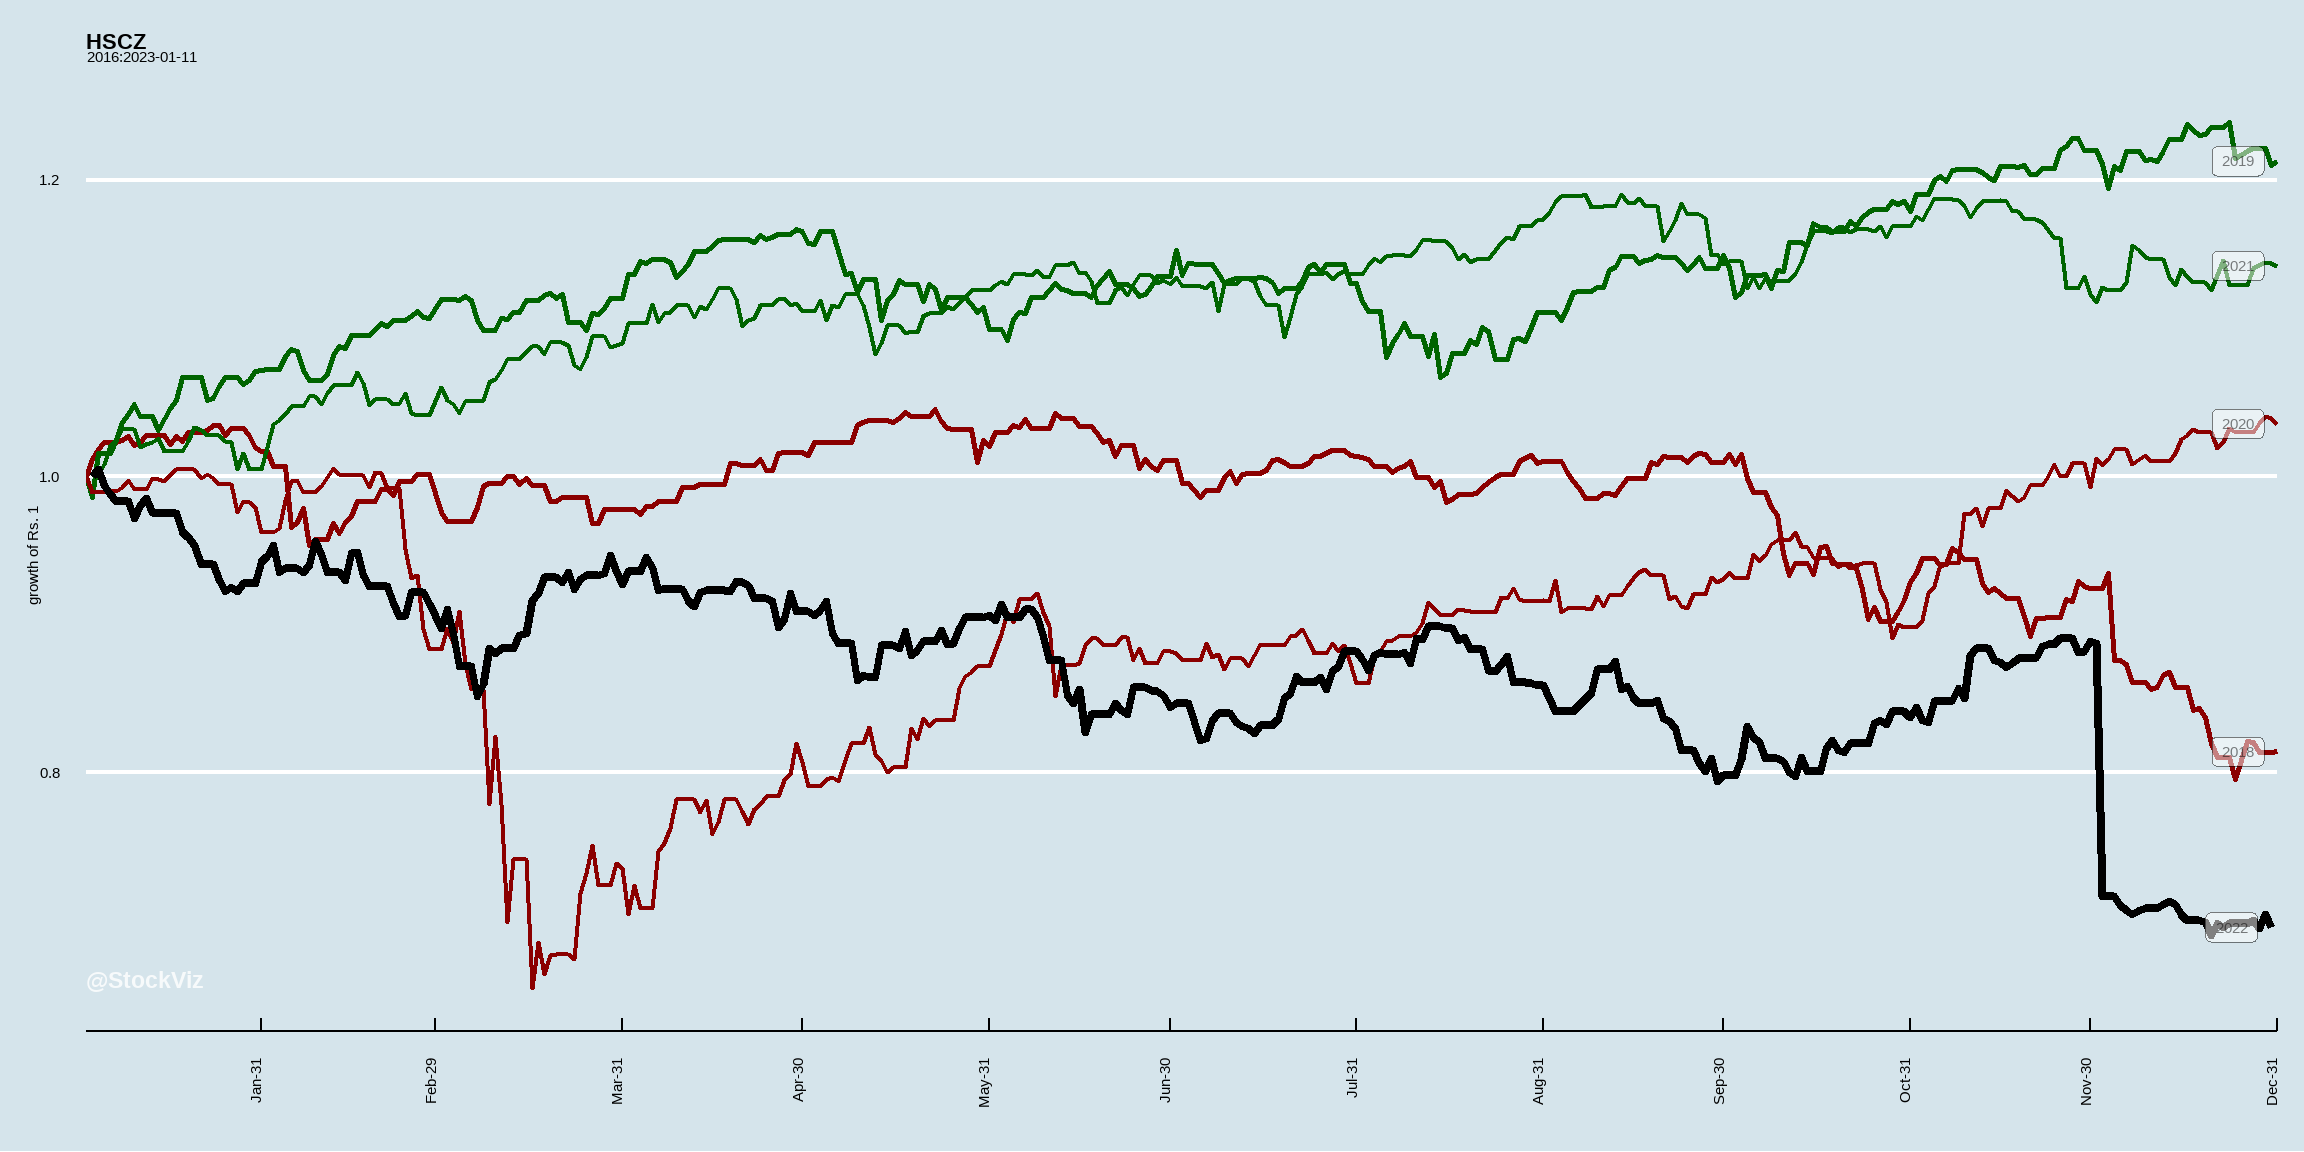 HSCZ
2016:2023-01-11
growth of Rs. 1
1.2
1.0
0.8
2019
2021
2020
2018
2022
@StockViz
Jan-31
Feb-29
Mar-31
Apr-30
May-31
Jun-30
Jul-31
Aug-31
Sep-30
Oct-31
Nov-30
Dec-31